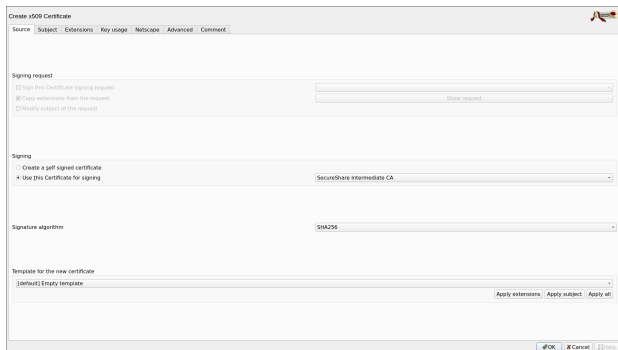 Create x509 Certificate
Source Subject Extensions Key usage Netscape Advanced Comment
Signing request
Sign this Certificate signing request
Copy extensions from the request Show request
Modify subject of the request
Signing
Create a self signed certificate
Use this Certificate for signing SecureShare Intermediate CA
Signature algorithm SHA256
Template for the new certificate
[default] Empty template
Apply extensions Apply subject Apply all
OK Cancel Help